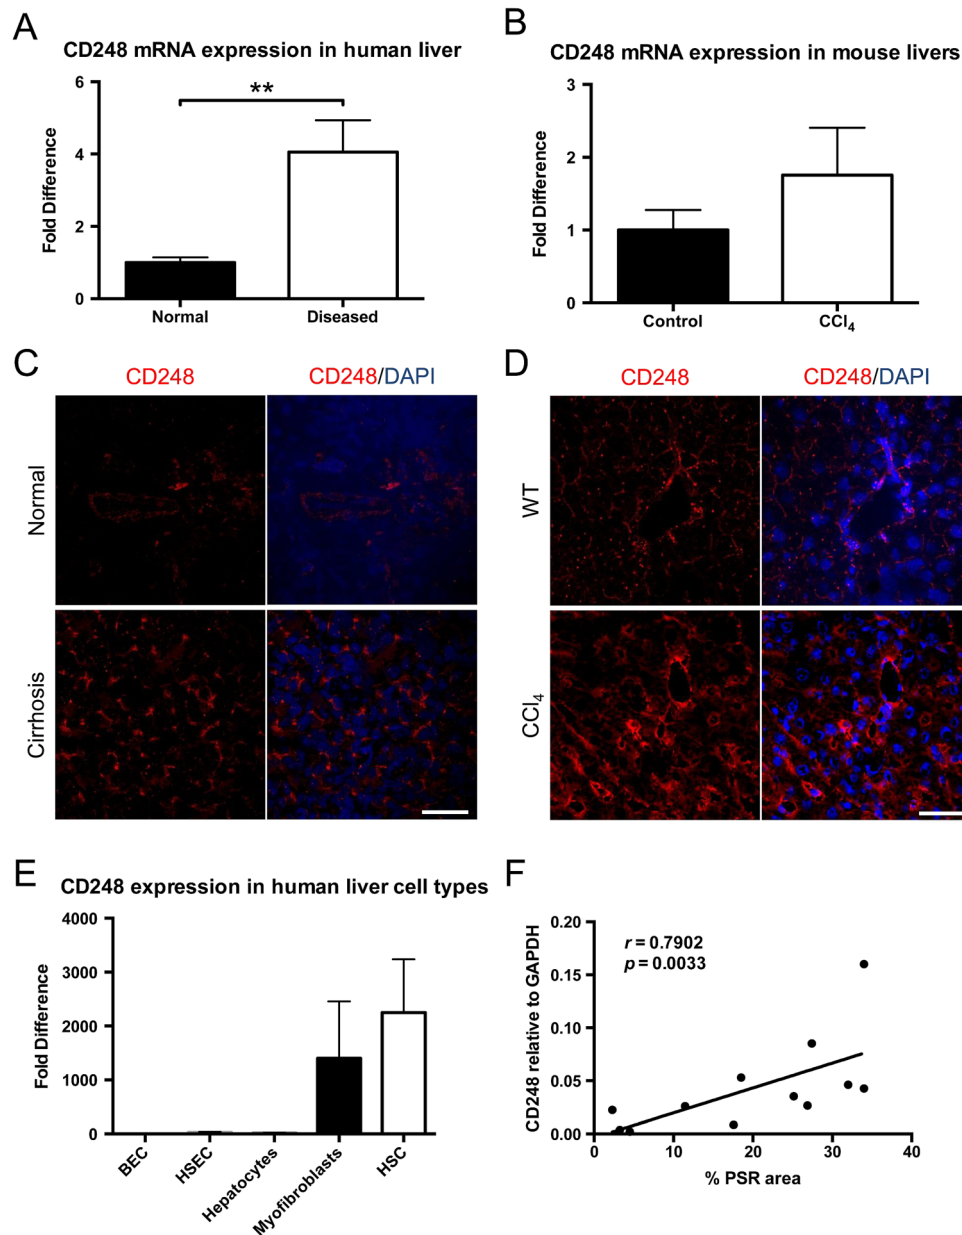 A
CD248 mRNA expression in human liver
Fold Difference
6
4
2
0
**
Normal
Diseased
B
CD248 mRNA expression in mouse livers
Fold Difference
3
2
1
0
Control
CCl₄
C
CD248
CD248/DAPI
Normal
Cirrhosis
D
CD248
CD248/DAPI
WT
CCl₄
E
CD248 expression in human liver cell types
Fold Difference
4000
3000
2000
1000
0
BEC
HSEC
Hepatocytes
Myofibroblasts
HSC
F
CD248 relative to GAPDH
0.20
0.15
0.10
0.05
0.00
r = 0.7902
p = 0.0033
0
10
20
30
40
% PSR area